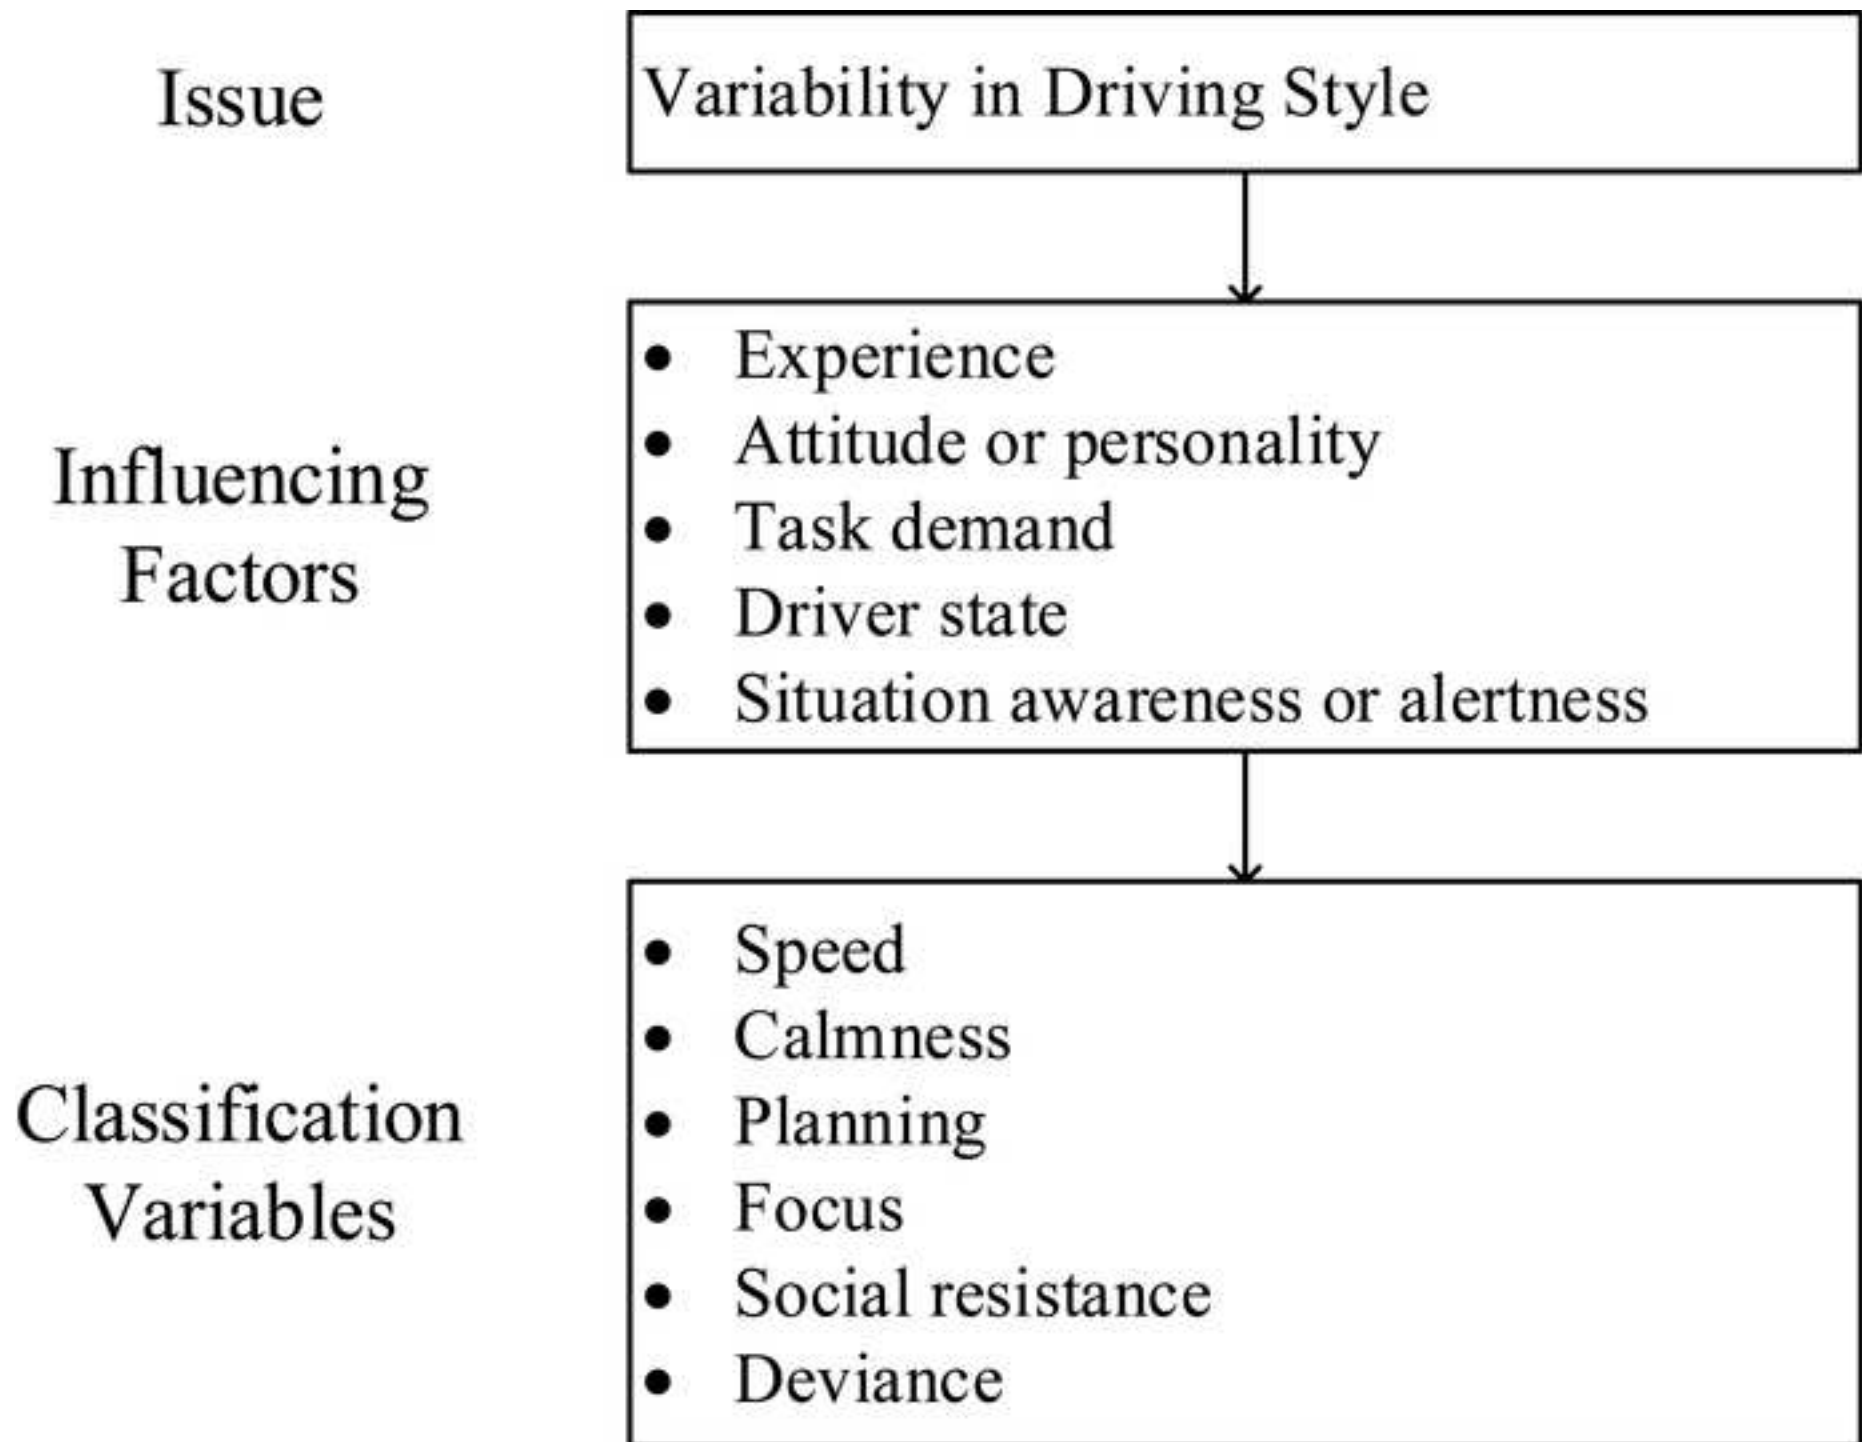 Issue
Variability in Driving Style
Influencing
Factors
• Experience
• Attitude or personality
• Task demand
• Driver state
• Situation awareness or alertness
Classification
Variables
• Speed
• Calmness
• Planning
• Focus
• Social resistance
• Deviance